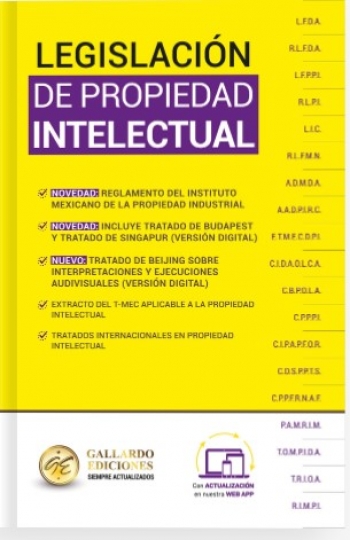 LEGISLACIÓN
DE PROPIEDAD
INTELECTUAL
NOVEDAD: REGLAMENTO DEL INSTITUTO
MEXICANO DE LA PROPIEDAD INDUSTRIAL
NOVEDAD: INCLUYE TRATADO DE BUDAPEST
Y TRATADO DE SINGAPUR (VERSIÓN DIGITAL)
NUEVO: TRATADO DE BEIJING SOBRE
INTERPRETACIONES Y EJECUCIONES
AUDIVISUALES (VERSIÓN DIGITAL)
EXTRACTO DEL T-MEC APLICABLE A LA PROPIEDAD
INTELECTUAL
TRATADOS INTERNACIONALES EN PROPIEDAD
INTELECTUAL
L.F.D.A.
R.L.F.D.A.
L.F.P.P.I.
R.L.P.I.
L.I.C.
R.L.F.M.N.
A.D.M.D.A.
A.A.D.P.I.R.C.
E.T.M.E.C.D.P.I.
C.I.D.A.O.L.C.A.
C.B.P.O.L.A.
C.P.P.P.I.
C.I.P.A.P.F.O.R.
C.D.S.P.P.T.S.
C.P.P.F.R.N.A.F.
P.A.M.R.I.M.
T.O.M.P.I.D.A.
T.R.I.O.A.
R.I.M.P.I.
GALLARDO
EDICIONES
SIEMPRE ACTUALIZADOS
Con ACTUALIZACIÓN
en nuestra WEB APP